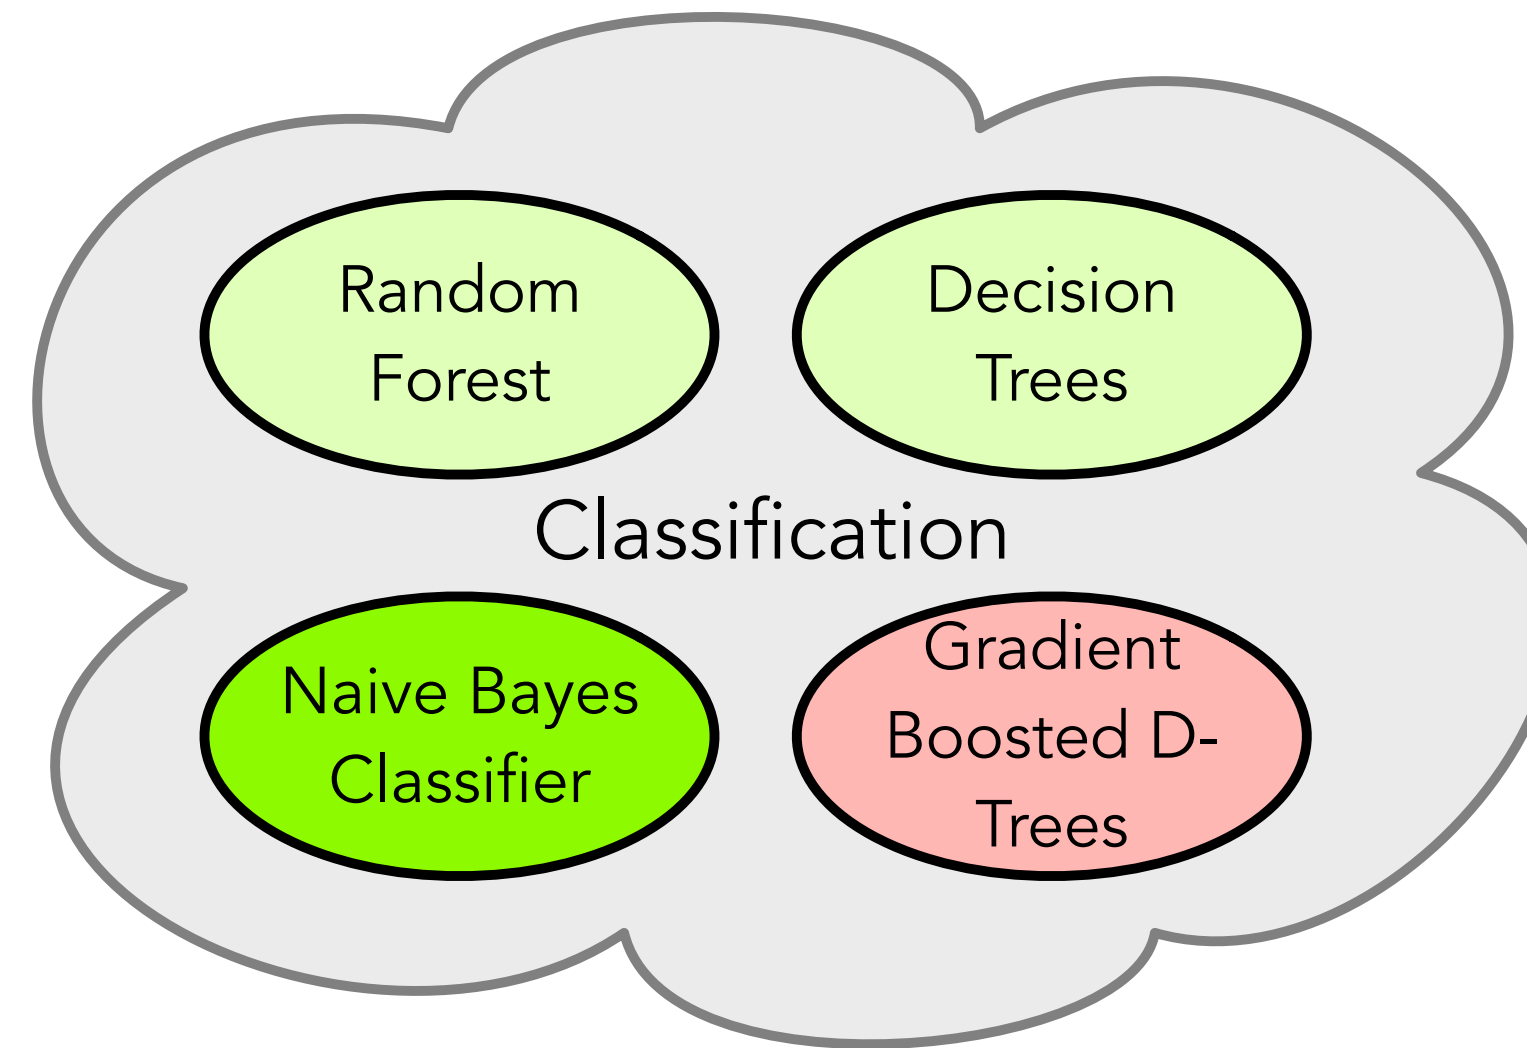 Random
Forest
Decision
Trees
Classification
Naive Bayes
Classifier
Gradient
Boosted D-
Trees